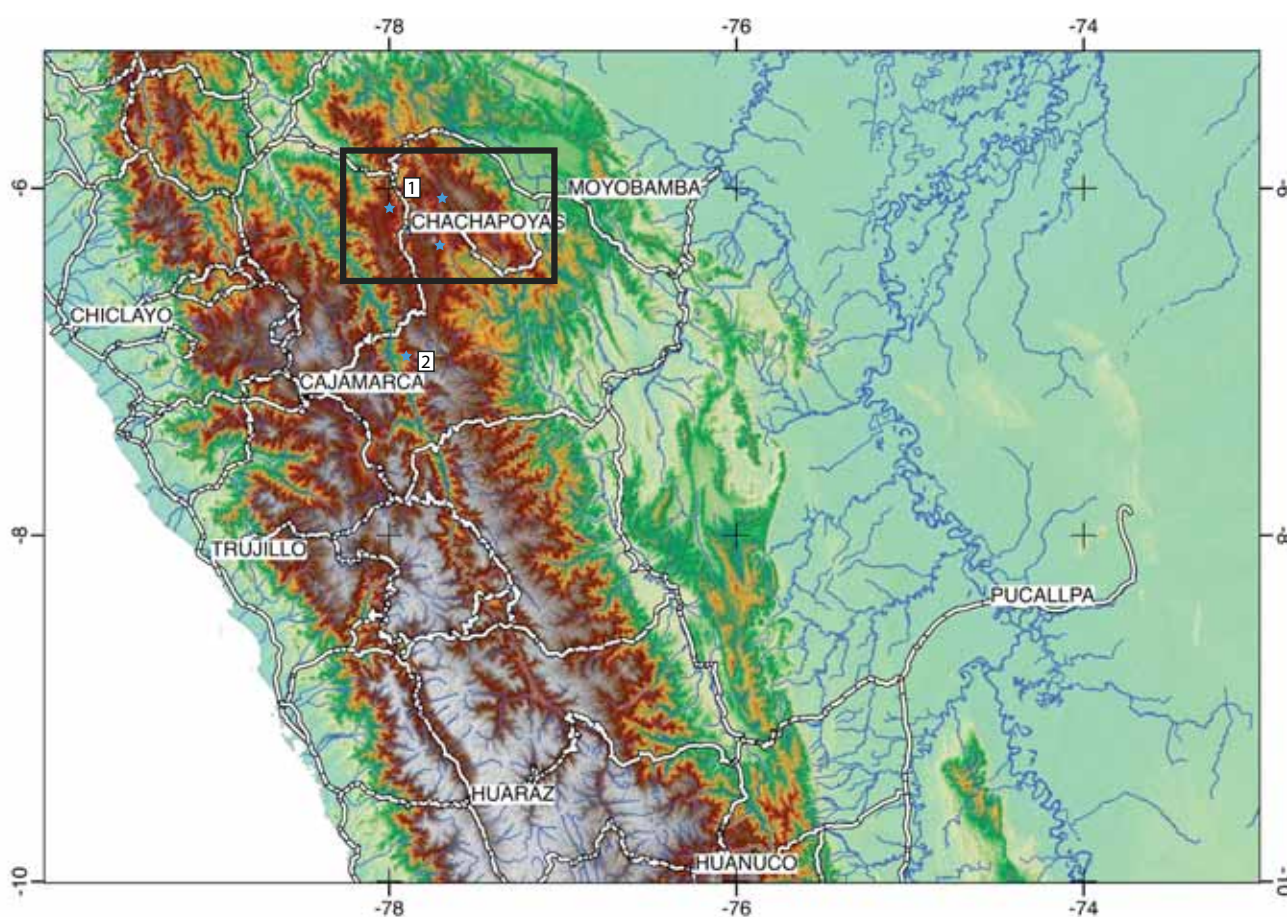 -78 -76 -74
-6 1 MOYOBAMBA -6
CHACHAPOYAS
CHICLAYO
2
CAJAMARCA
-8 -8
TRUJILLO
PUCALLPA
HUARAZ
HUANUCO
-10 -10
-78 -76 -74